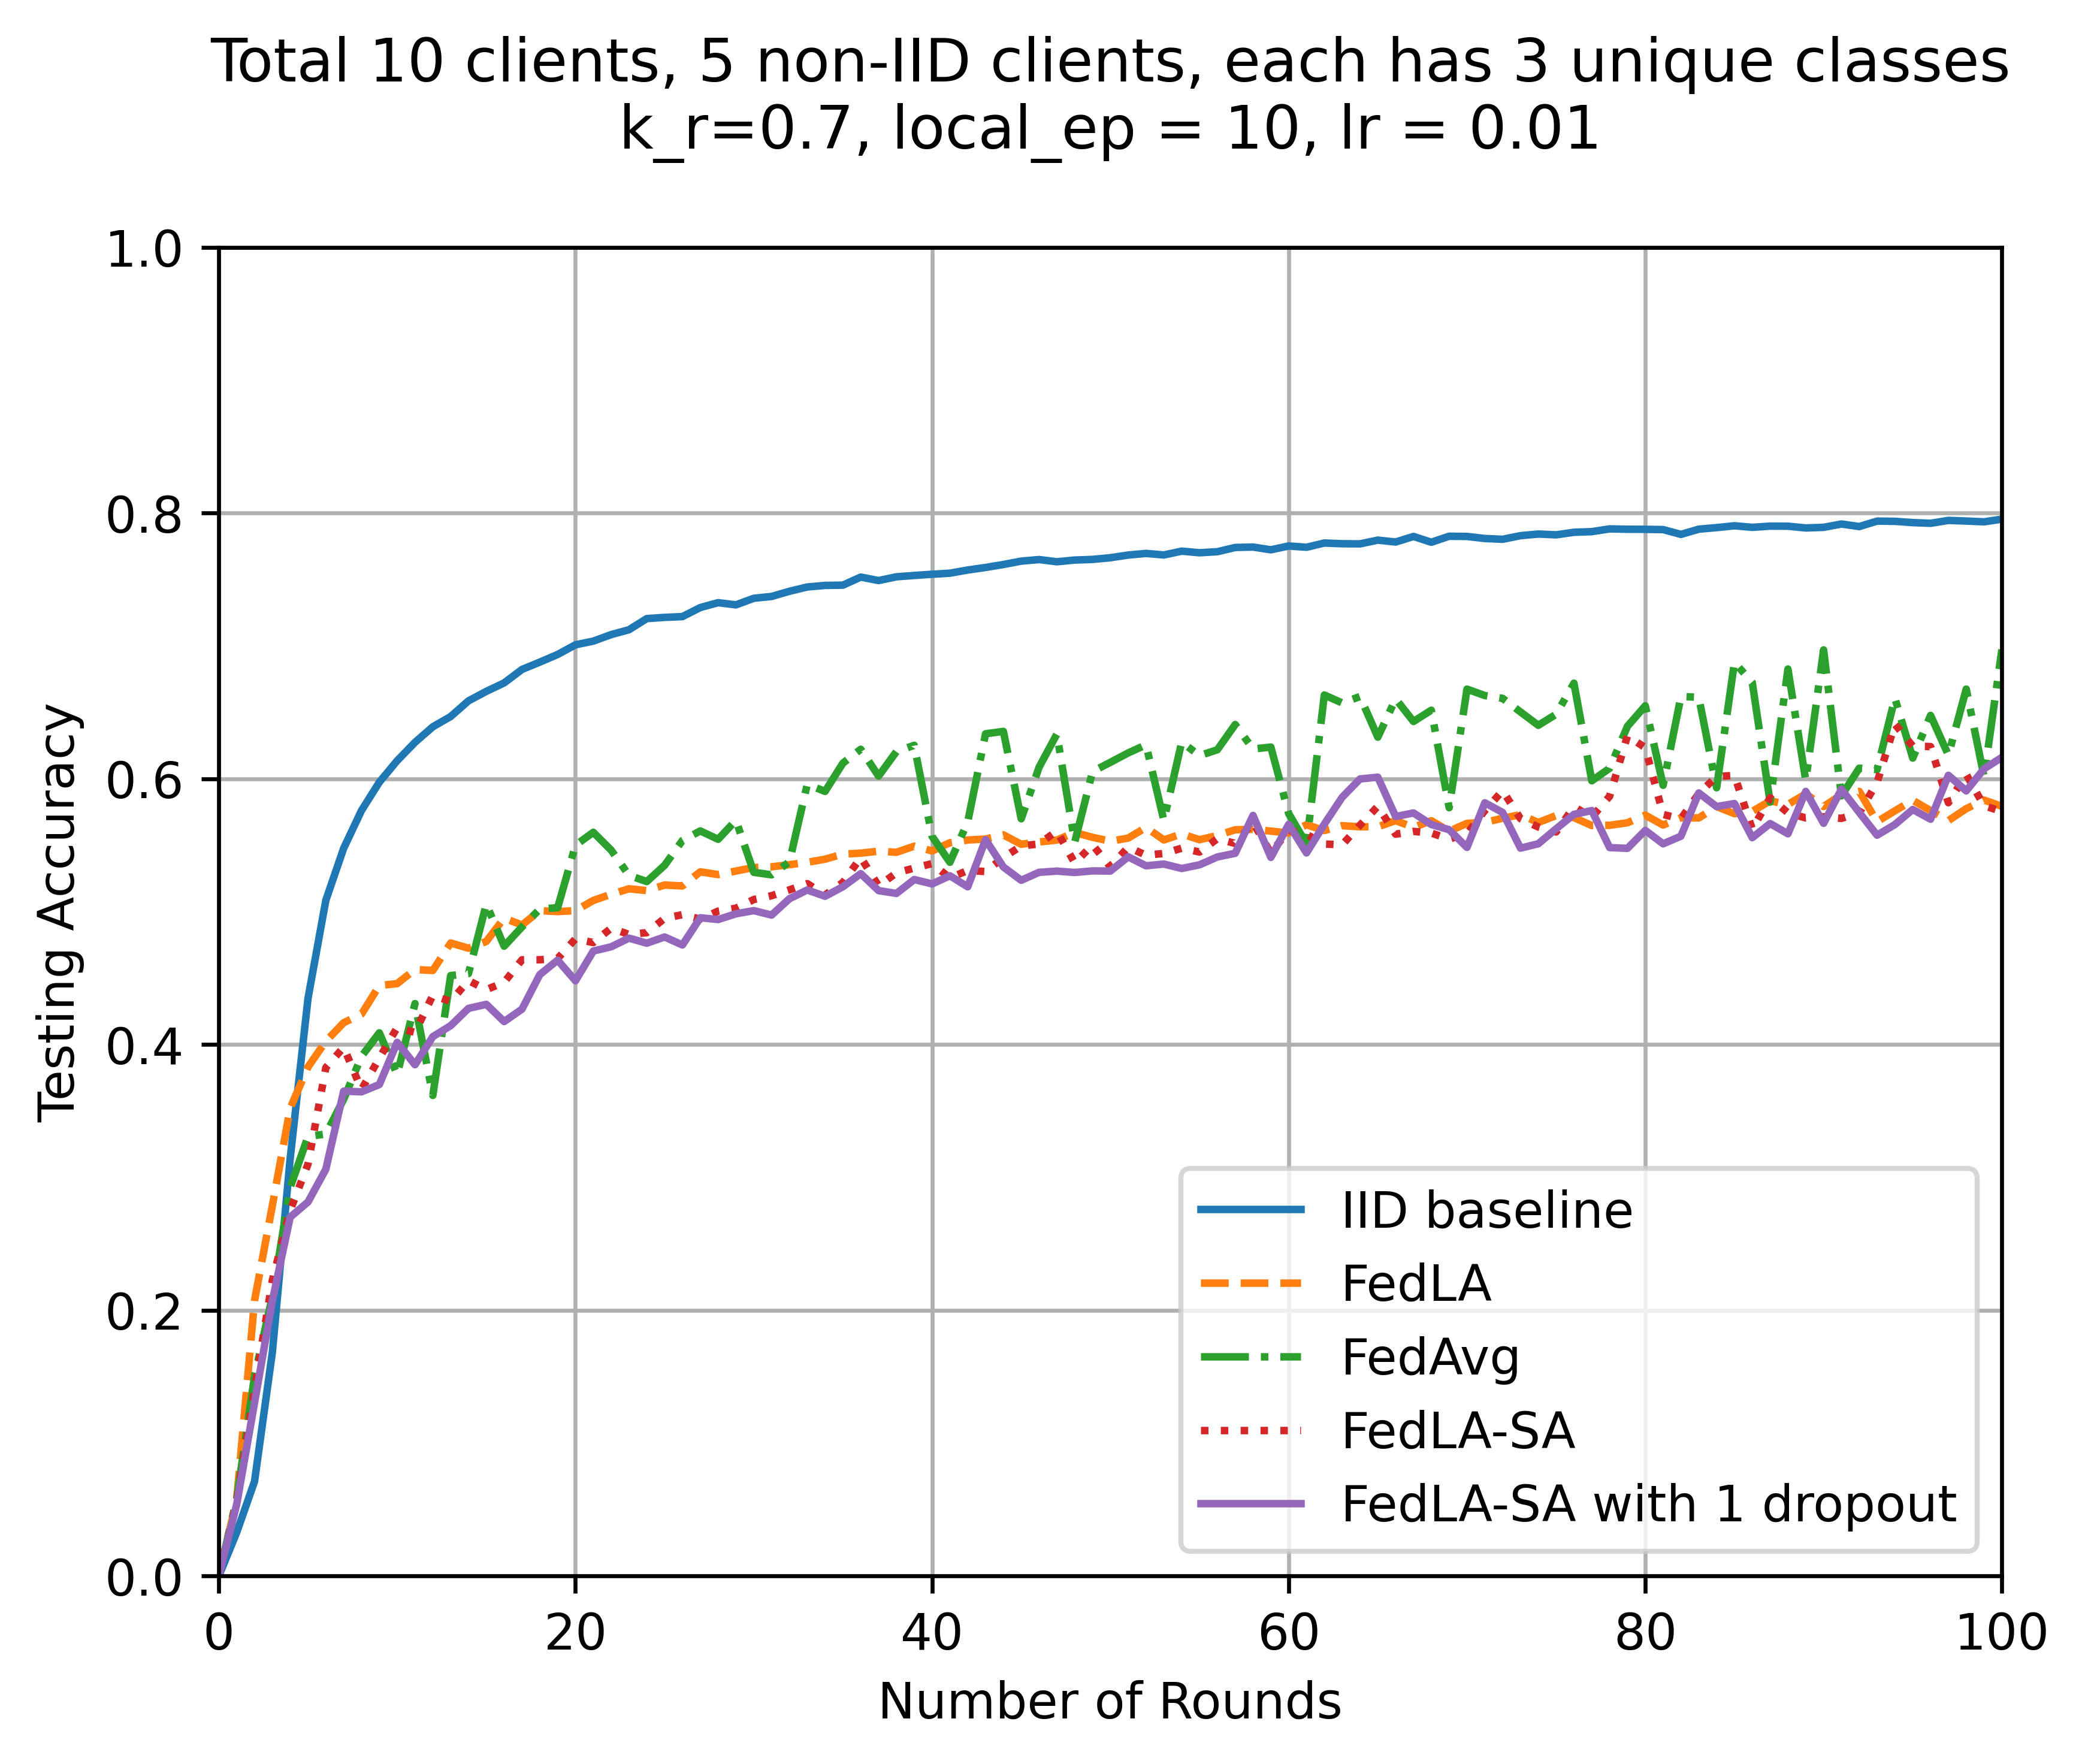 Total 10 clients, 5 non-IID clients, each has 3 unique classes
k_r=0.7, local_ep = 10, lr = 0.01
1.0
0.8
0.6
0.4
0.2
0.0
Testing Accuracy
IID baseline
FedLA
FedAvg
FedLA-SA
FedLA-SA with 1 dropout
0 20 40 60 80 100
Number of Rounds